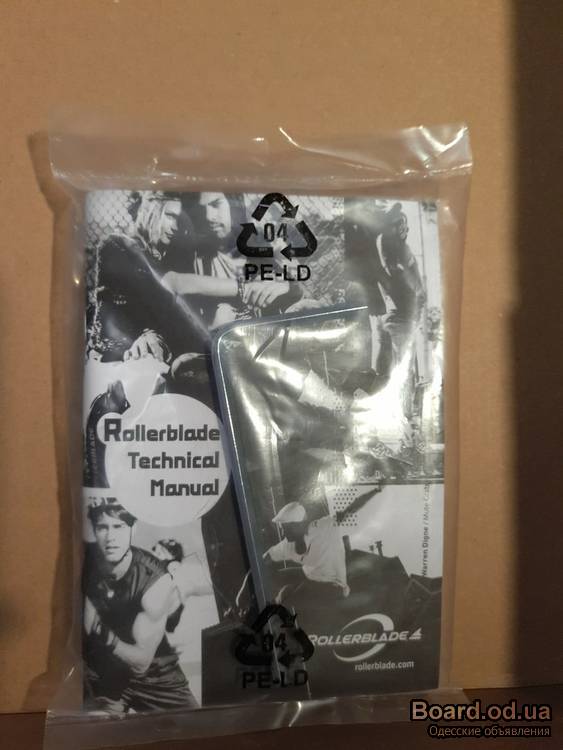 04
PE-LD
Rollerblade
Technical
Manual
Warren Digne /
04
ROLLERBLADE
rollerblade.com
PE-LD
Board.od.ua
Одесские объявления